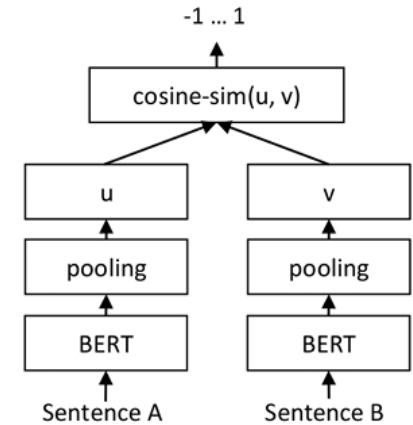 -1 … 1
cosine-sim(u, v)
u
v
pooling
pooling
BERT
BERT
Sentence A
Sentence B